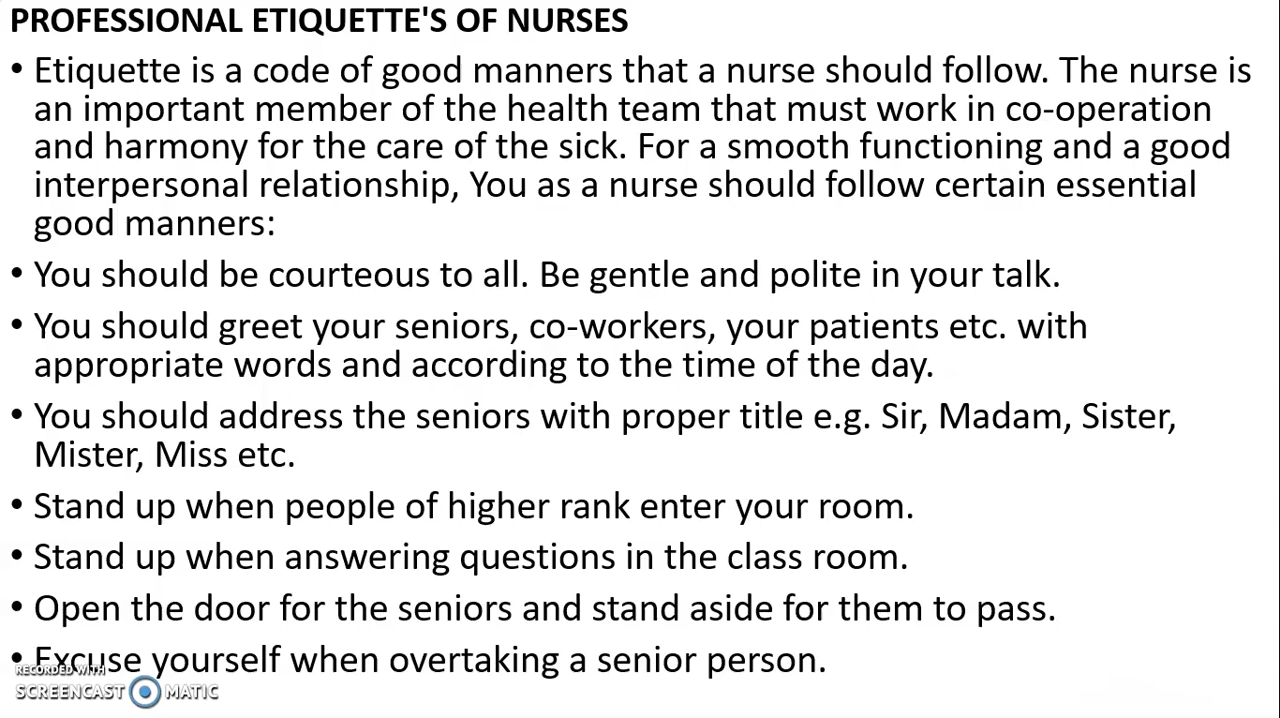 PROFESSIONAL ETIQUETTE'S OF NURSES
• Etiquette is a code of good manners that a nurse should follow. The nurse is
an important member of the health team that must work in co-operation
and harmony for the care of the sick. For a smooth functioning and a good
interpersonal relationship, You as a nurse should follow certain essential
good manners:
• You should be courteous to all. Be gentle and polite in your talk.
• You should greet your seniors, co-workers, your patients etc. with
appropriate words and according to the time of the day.
• You should address the seniors with proper title e.g. Sir, Madam, Sister,
Mister, Miss etc.
• Stand up when people of higher rank enter your room.
• Stand up when answering questions in the class room.
• Open the door for the seniors and stand aside for them to pass.
• Excuse yourself when overtaking a senior person.
RECORDED WITH
SCREENCAST MATIC